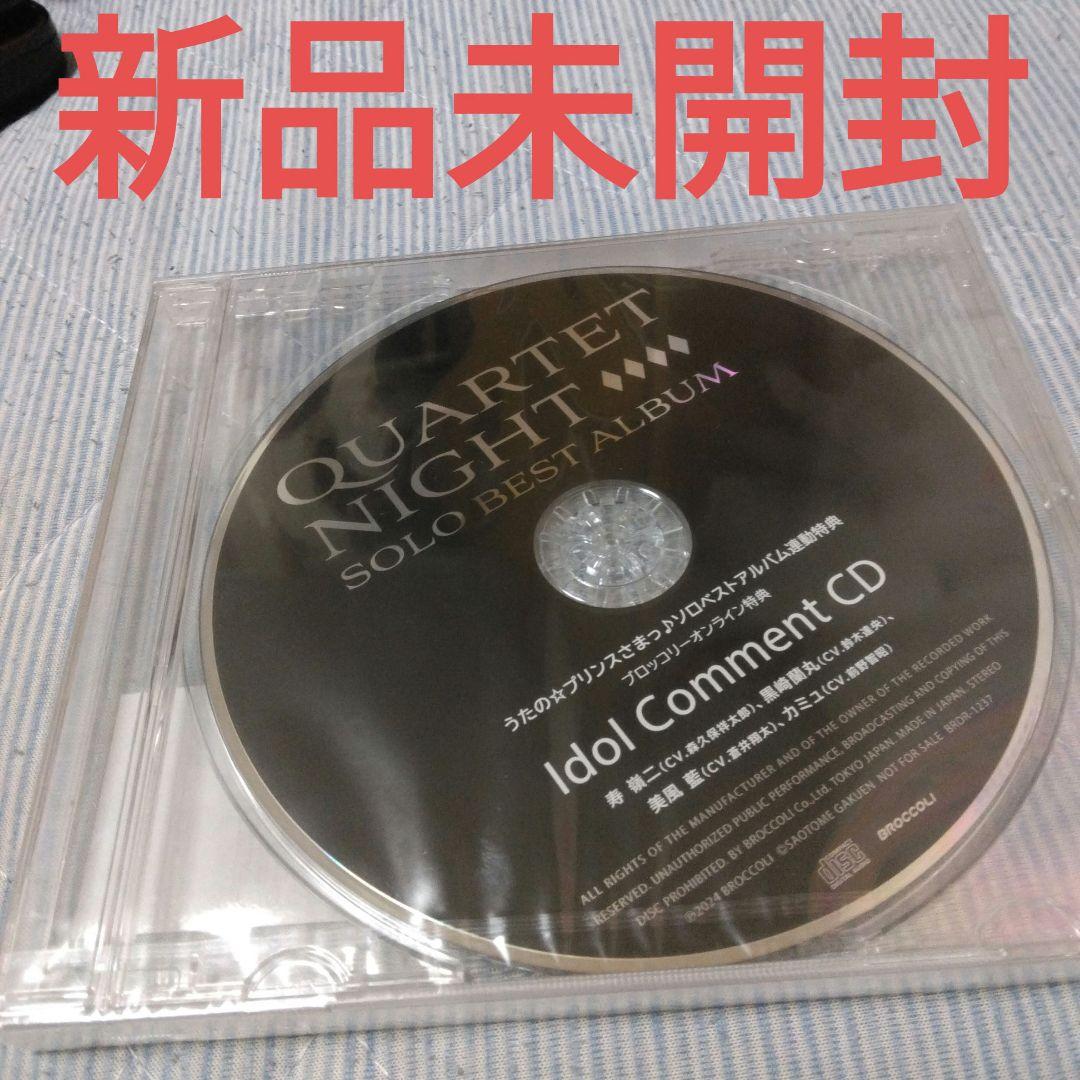 新品未開封
QUARTET
NIGHT
SOLO BEST ALBUM
うたの☆プリンスさまっ♪ソロベストアルバム連動特典
ブロッコリーオンライン特典
Idol Comment CD
寿 嶺二(CV.森久保祥太郎)、黒崎蘭丸(CV.鈴木達央)、
美風 藍(CV.蒼井翔太)、カミュ(CV.前野智昭)
ALL RIGHTS OF THE MANUFACTURER AND OF THE OWNER OF THE RECORDED WORK
RESERVED. UNAUTHORIZED PUBLIC PERFORMANCE, BROADCASTING AND COPYING OF THIS
DISC PROHIBITED. BY BROCCOLI Co.,Ltd. TOKYO JAPAN. MADE IN JAPAN. STEREO
℗2024 BROCCOLI ©SAOTOME GAKUEN NOT FOR SALE BRDR-1237
COMPACT disc DIGITAL AUDIO
BROCCOLI